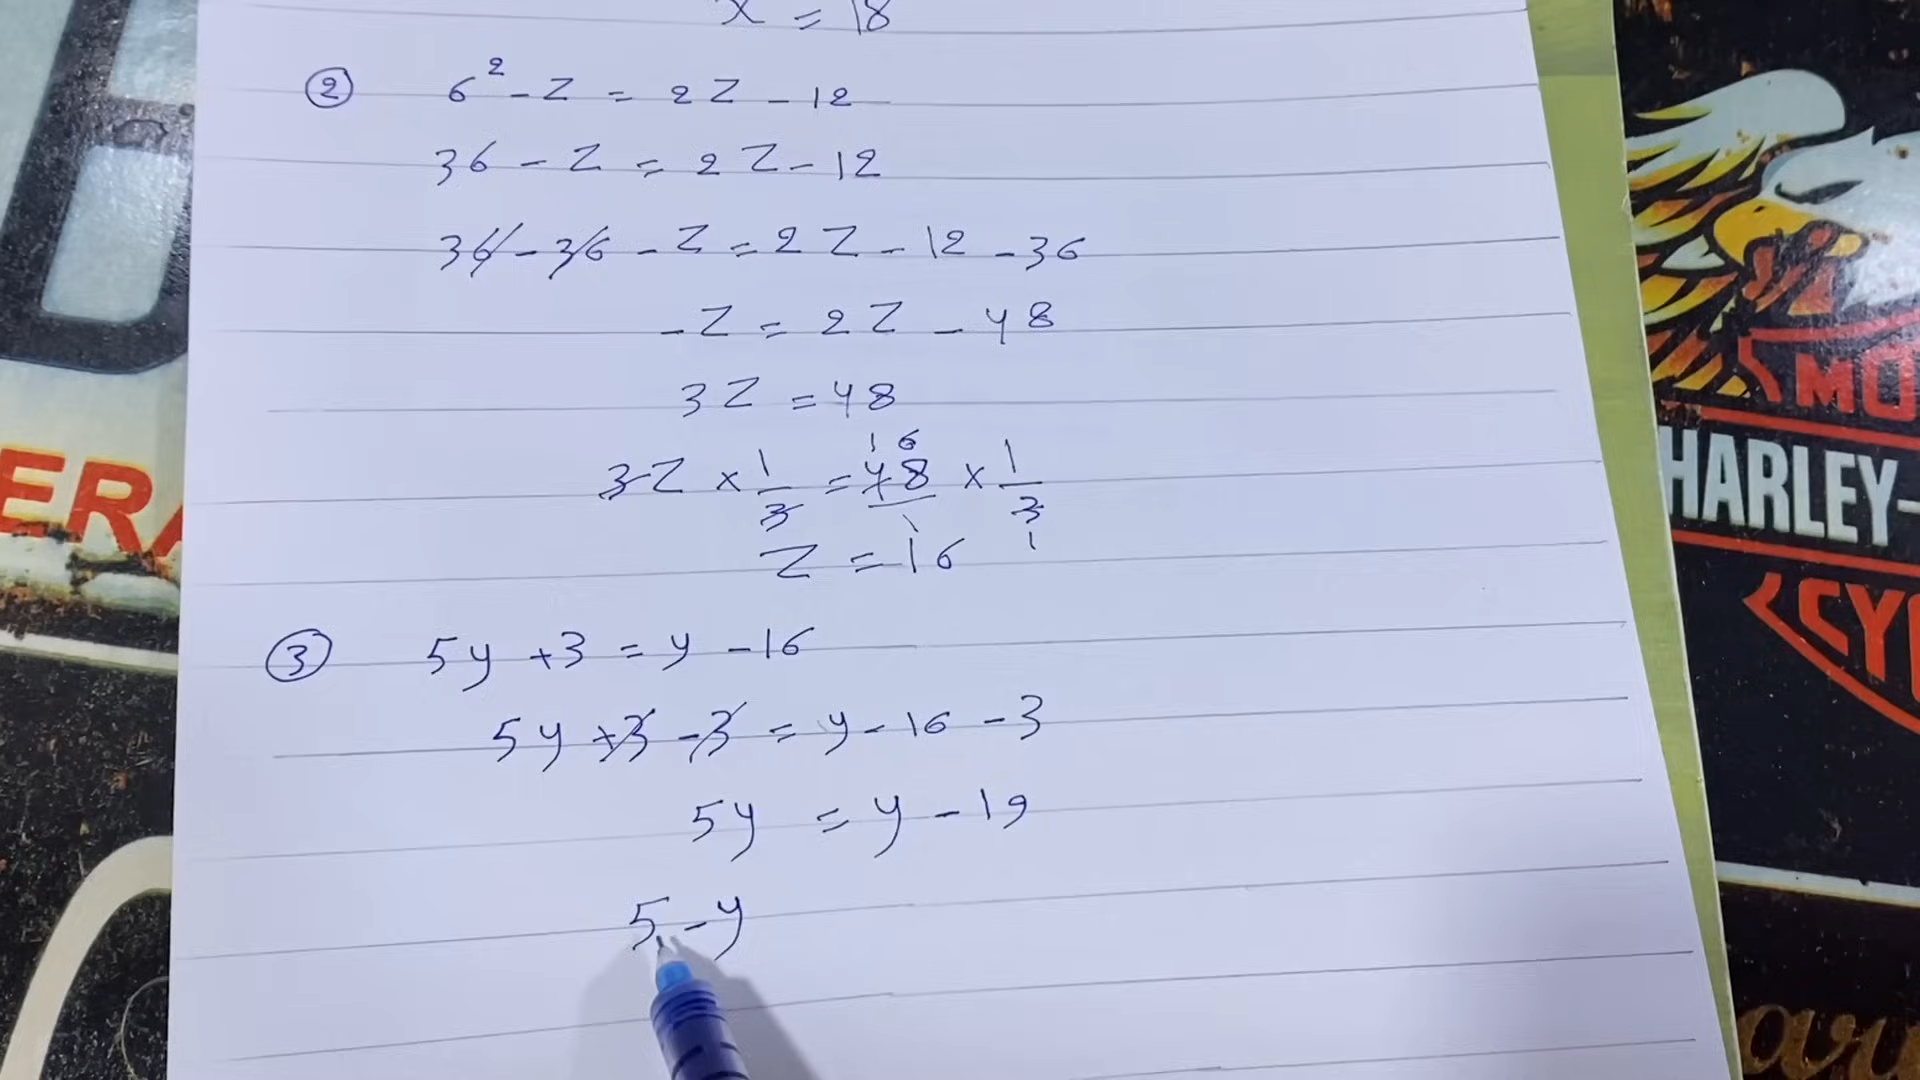 x = 18
② 6² - Z = 2Z - 12
36 - Z = 2Z - 12
36 - 36 - Z = 2Z - 12 - 36
-Z = 2Z - 48
3Z = 48
16
3Z × 1/3 = 48/1 × 1/3
1
Z = 16
③ 5y + 3 = y - 16
5y + 3 - 3 = y - 16 - 3
5y = y - 19
5 - y
ERA
MO
HARLEY-
CY